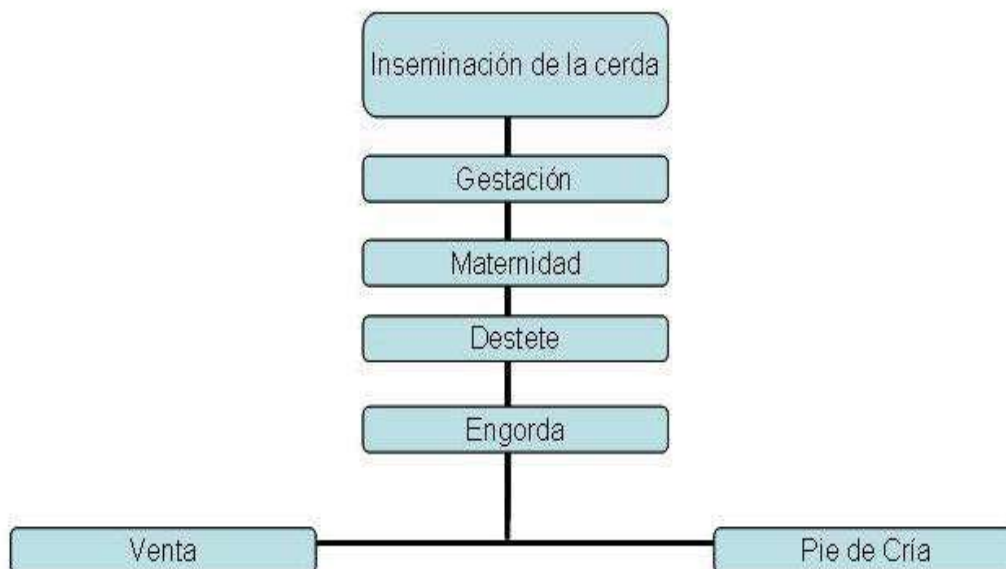 Inseminación de la cerda
Gestación
Maternidad
Destete
Engorda
Venta
Pie de Cría